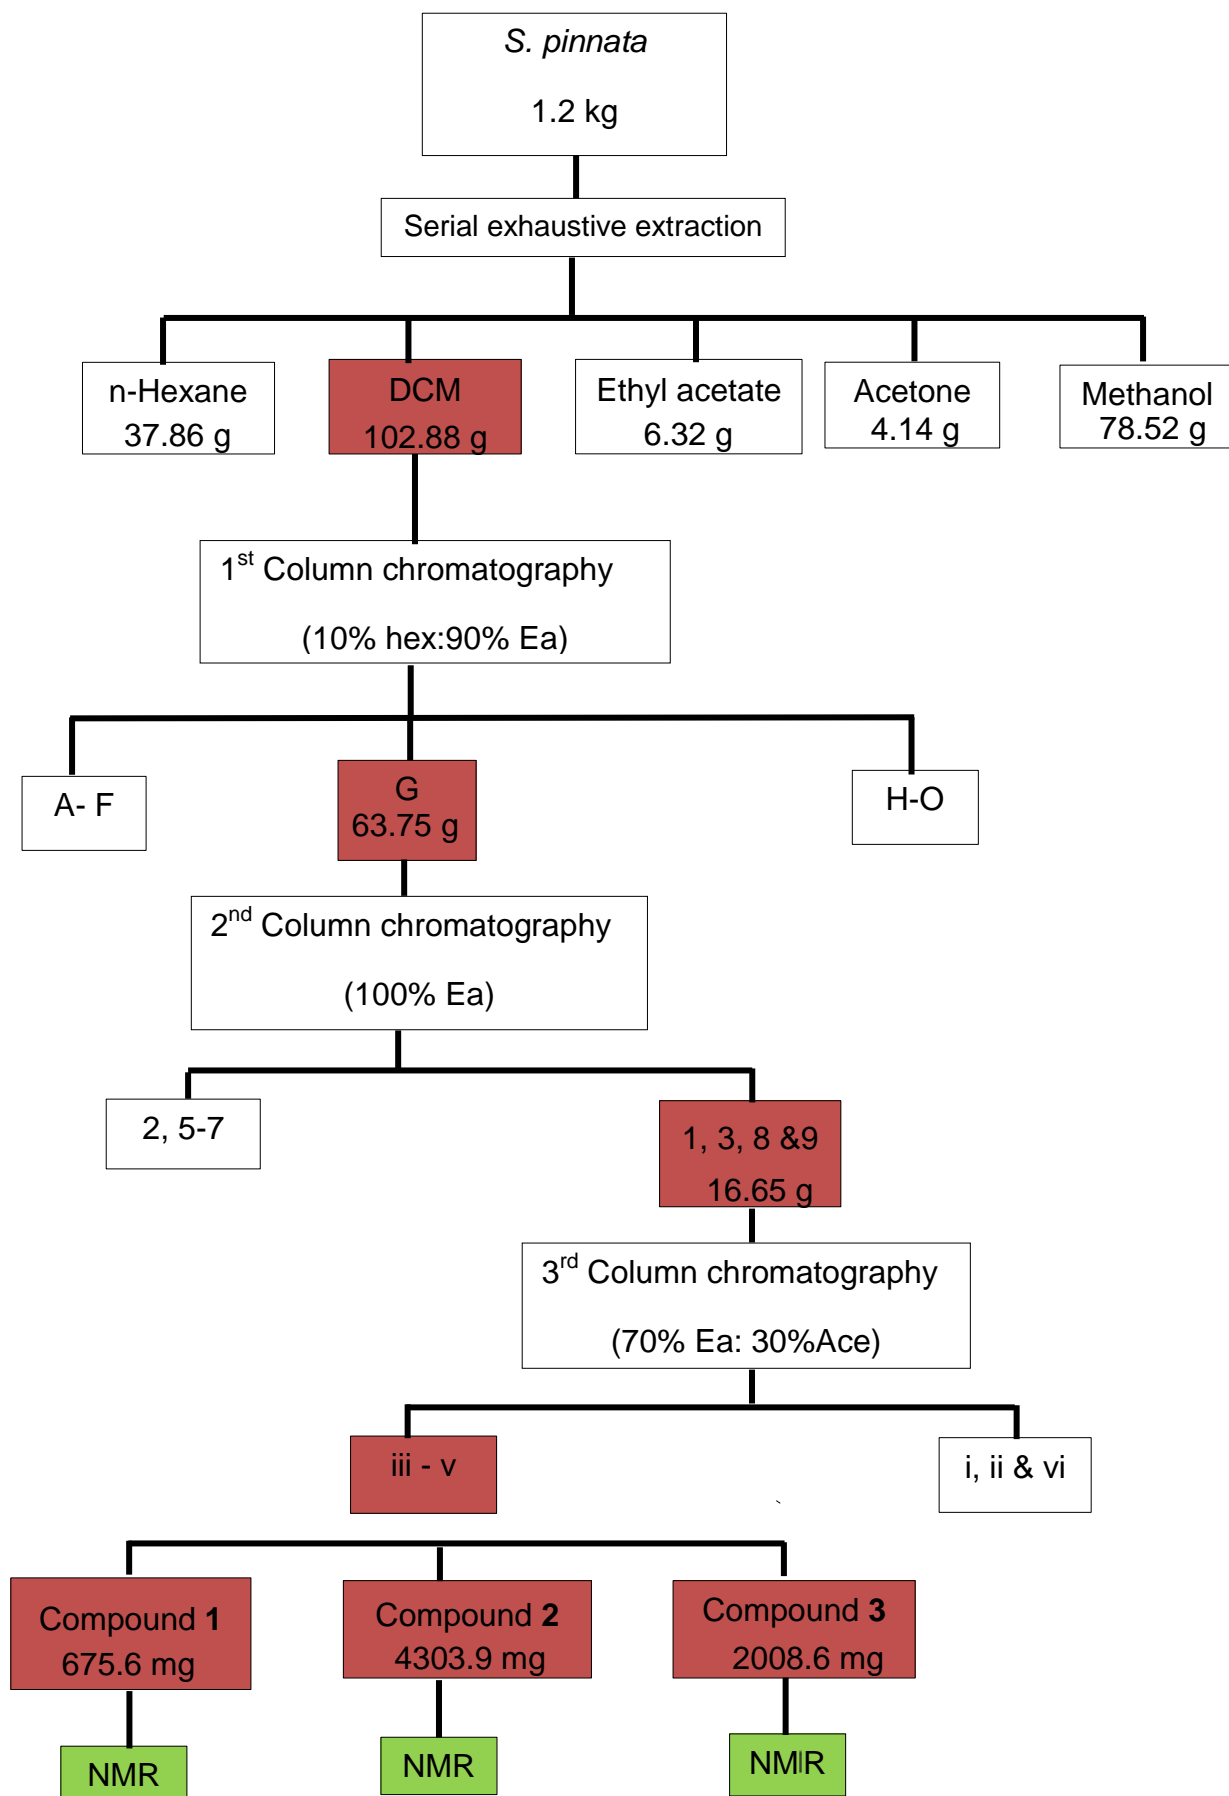 S. pinnata
1.2 kg
Serial exhaustive extraction
n-Hexane
37.86 g
DCM
102.88 g
Ethyl acetate
6.32 g
Acetone
4.14 g
Methanol
78.52 g
1st Column chromatography
(10% hex:90% Ea)
A- F
G
63.75 g
H-O
2nd Column chromatography
(100% Ea)
2, 5-7
1, 3, 8 &9
16.65 g
3rd Column chromatography
(70% Ea: 30%Ace)
iii - v
i, ii & vi
Compound 1
675.6 mg
Compound 2
4303.9 mg
Compound 3
2008.6 mg
NMR
NMR
NMR